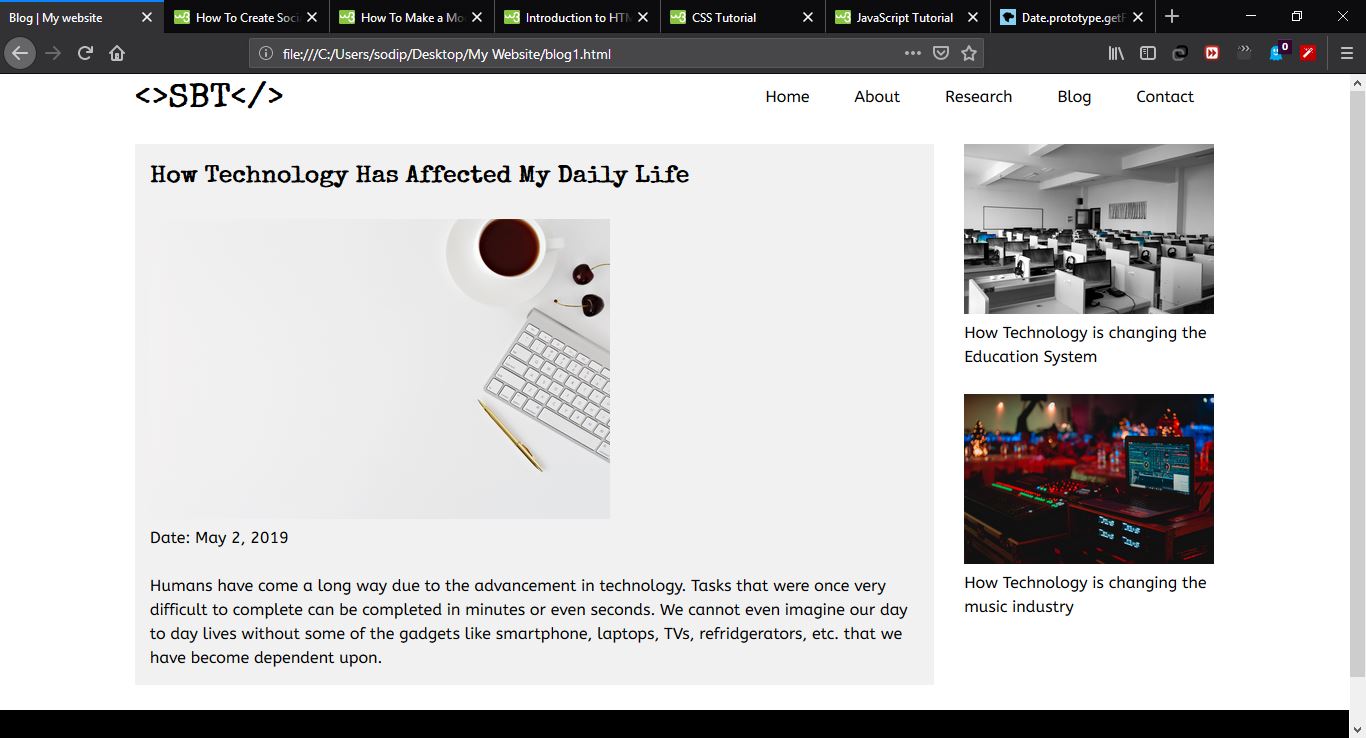 Blog | My website
How To Create Soci
How To Make a Mo
Introduction to HTM
CSS Tutorial
JavaScript Tutorial
Date.prototype.getF
file:///C:/Users/sodip/Desktop/My Website/blog1.html
0
<>SBT</>
Home About Research Blog Contact
How Technology Has Affected My Daily Life
Date: May 2, 2019
Humans have come a long way due to the advancement in technology. Tasks that were once very
difficult to complete can be completed in minutes or even seconds. We cannot even imagine our day
to day lives without some of the gadgets like smartphone, laptops, TVs, refridgerators, etc. that we
have become dependent upon.
How Technology is changing the
Education System
How Technology is changing the
music industry